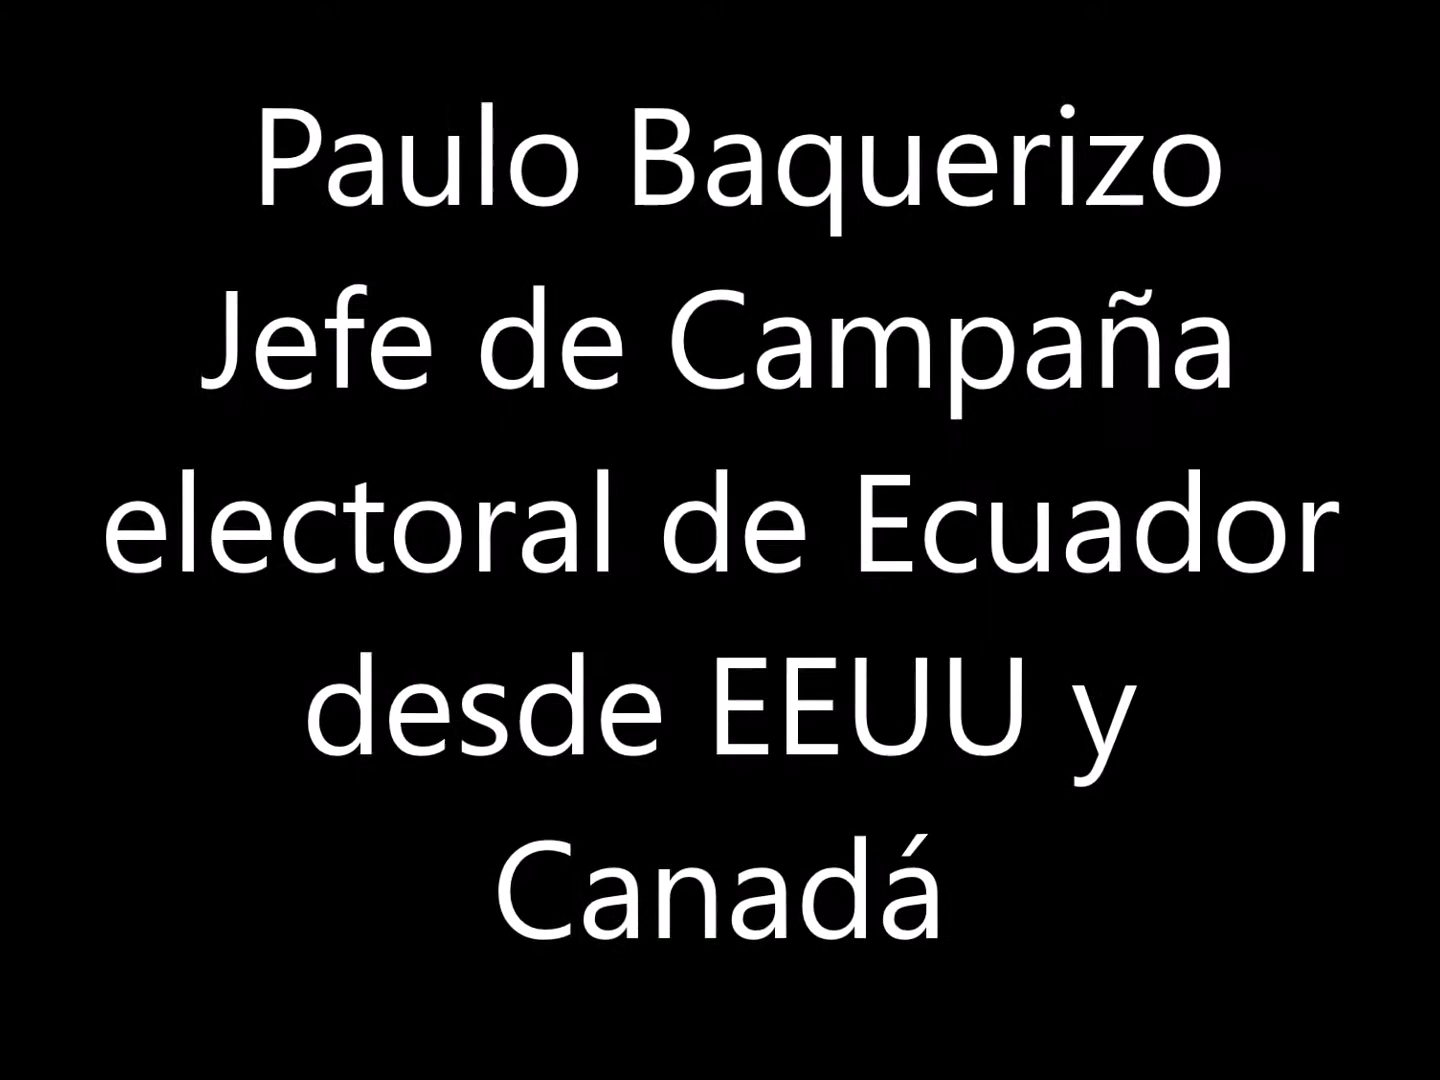 Paulo Baquerizo
Jefe de Campaña
electoral de Ecuador
desde EEUU y
Canadá